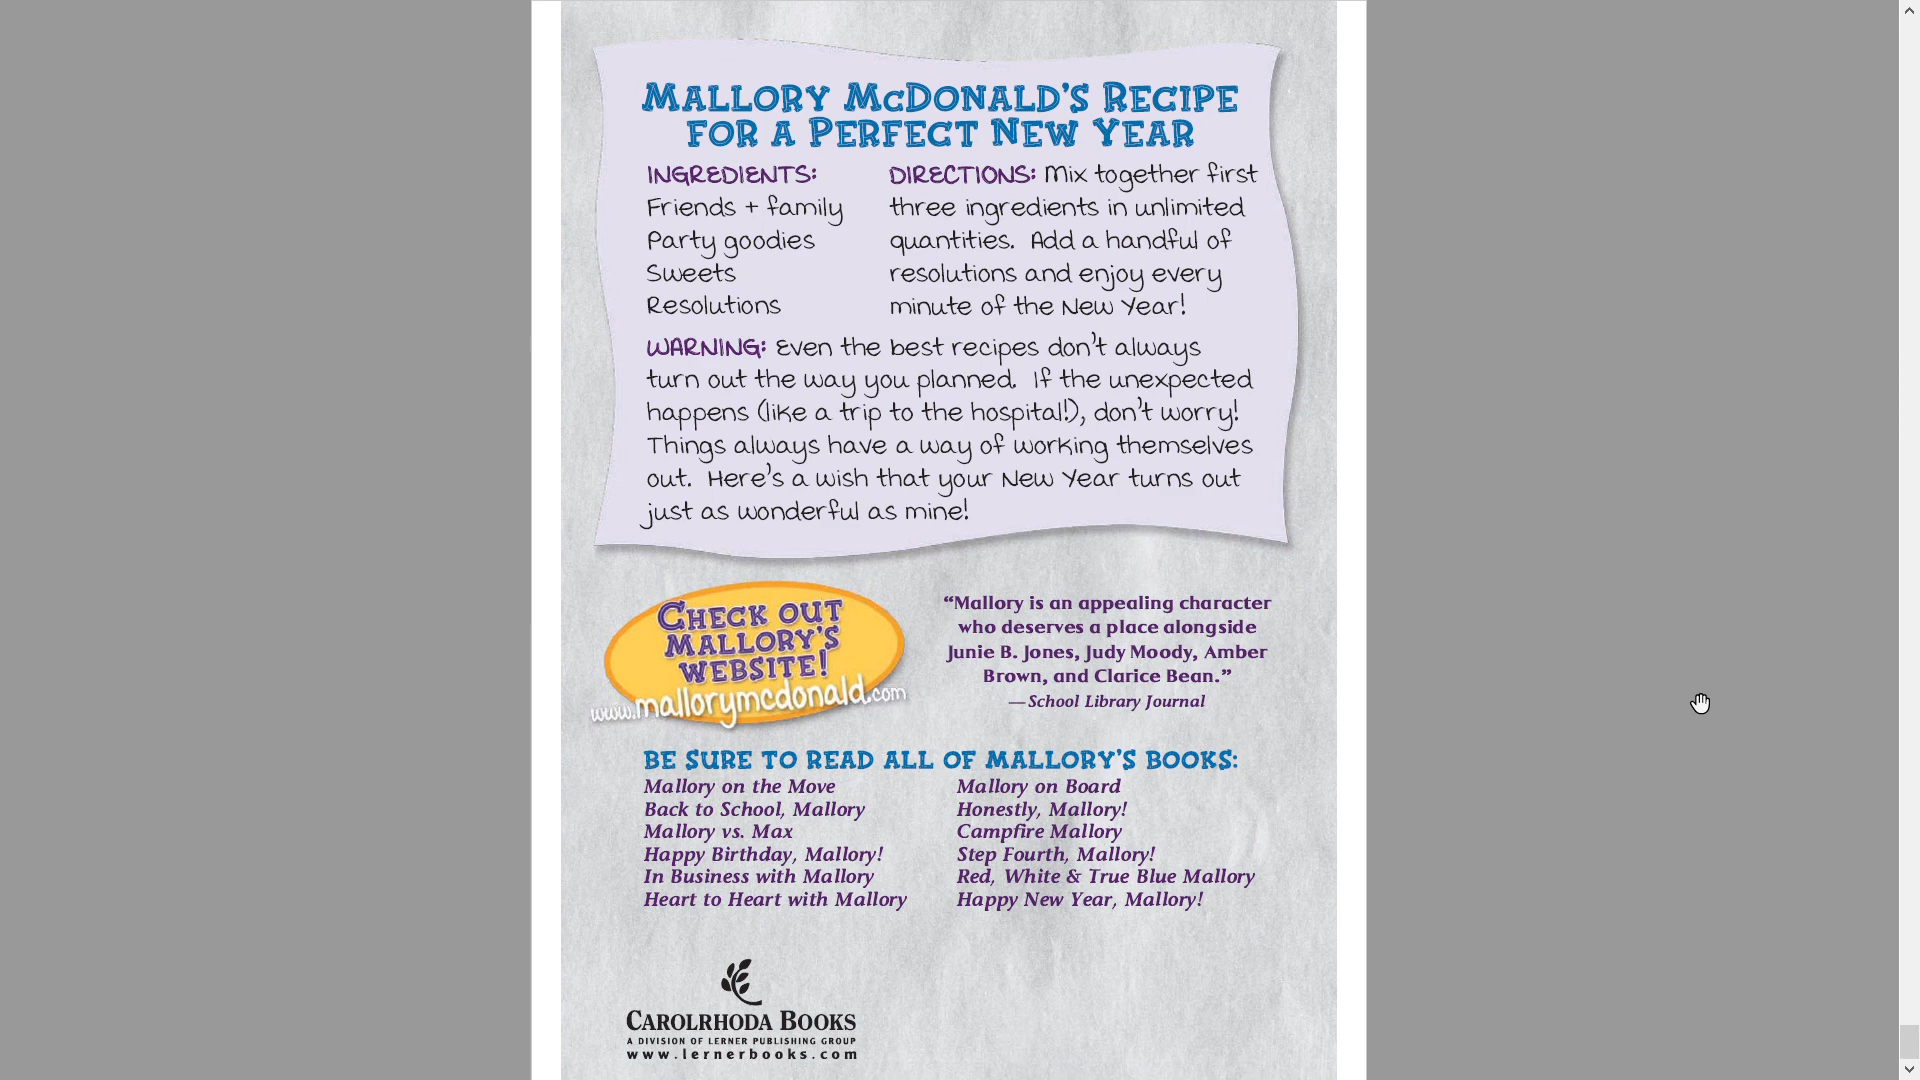 MALLORY MCDONALD'S RECIPE
FOR A PERFECT NEW YEAR
INGREDIENTS:
Friends + family
Party goodies
Sweets
Resolutions
DIRECTIONS: Mix together first
three ingredients in unlimited
quantities. Add a handful of
resolutions and enjoy every
minute of the New Year!
WARNING: Even the best recipes don't always
turn out the way you planned. If the unexpected
happens (like a trip to the hospital!), don't worry!
Things always have a way of working themselves
out. Here's a wish that your New Year turns out
just as wonderful as mine!
CHECK OUT
MALLORY'S
WEBSITE!
www.mallorymcdonald.com
“Mallory is an appealing character
who deserves a place alongside
Junie B. Jones, Judy Moody, Amber
Brown, and Clarice Bean.”
—School Library Journal
BE SURE TO READ ALL OF MALLORY'S BOOKS:
Mallory on the Move
Back to School, Mallory
Mallory vs. Max
Happy Birthday, Mallory!
In Business with Mallory
Heart to Heart with Mallory
Mallory on Board
Honestly, Mallory!
Campfire Mallory
Step Fourth, Mallory!
Red, White & True Blue Mallory
Happy New Year, Mallory!
CAROLRHODA BOOKS
A DIVISION OF LERNER PUBLISHING GROUP
www.lernerbooks.com